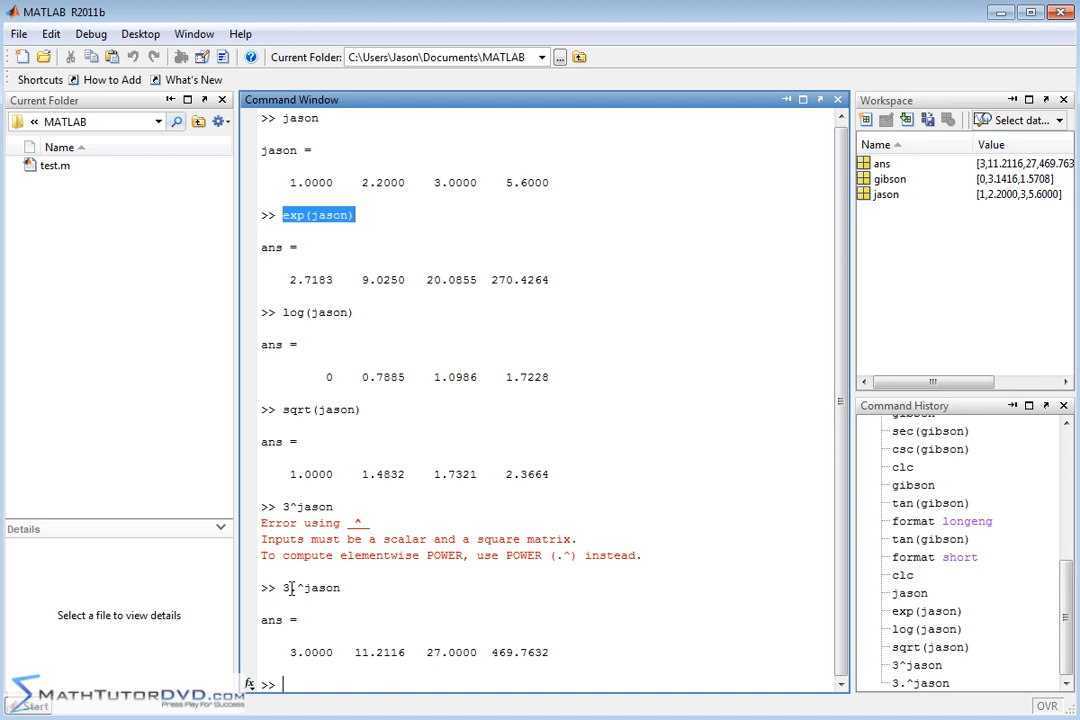 MATLAB R2011b
File Edit Debug Desktop Window Help
Current Folder: C:\Users\Jason\Documents\MATLAB ...
Shortcuts How to Add What's New
Current Folder
« MATLAB
Name
test.m
Details
Select a file to view details
Start
MATHTUTORDVD.COM
Press Play For Success
Command Window
>> jason
jason =
1.0000 2.2000 3.0000 5.6000
>> exp(jason)
ans =
2.7183 9.0250 20.0855 270.4264
>> log(jason)
ans =
0 0.7885 1.0986 1.7228
>> sqrt(jason)
ans =
1.0000 1.4832 1.7321 2.3664
>> 3^jason
Error using ^
Inputs must be a scalar and a square matrix.
To compute elementwise POWER, use POWER (.^) instead.
>> 3.^jason
ans =
3.0000 11.2116 27.0000 469.7632
fx >>
Workspace
Select dat...
Name Value
ans [3,11.2116,27,469.763
gibson [0,3.1416,1.5708]
jason [1,2.2000,3,5.6000]
Command History
gibson
sec(gibson)
csc(gibson)
clc
gibson
tan(gibson)
format longeng
tan(gibson)
format short
clc
jason
exp(jason)
log(jason)
sqrt(jason)
3^jason
3.^jason
OVR